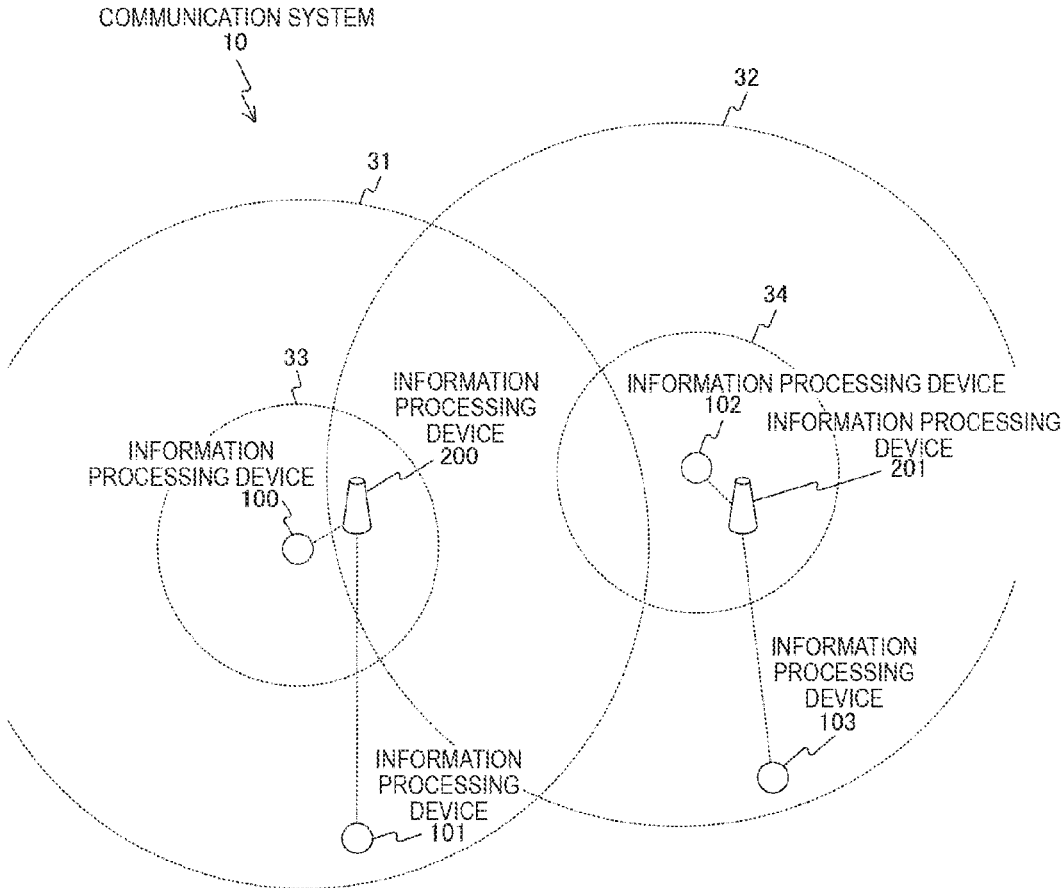 COMMUNICATION SYSTEM
10
32
31
34
33
INFORMATION
PROCESSING
DEVICE
200
INFORMATION PROCESSING DEVICE
102
INFORMATION PROCESSING
DEVICE
201
INFORMATION
PROCESSING DEVICE
100
INFORMATION
PROCESSING
DEVICE
103
INFORMATION
PROCESSING
DEVICE
101